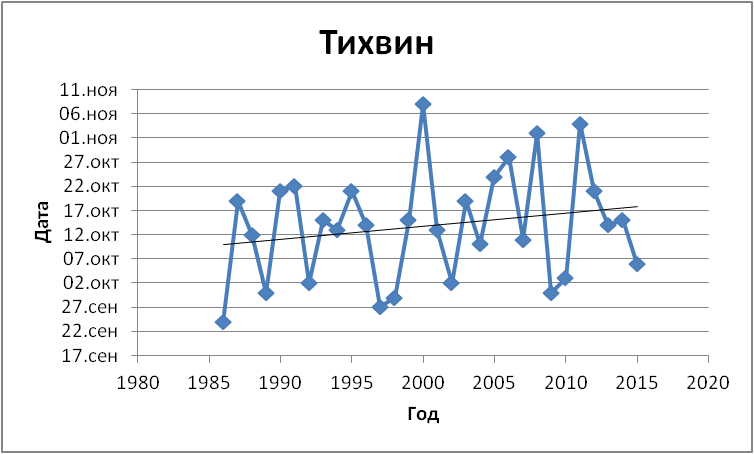 Тихвин
11.ноя
06.ноя
01.ноя
27.окт
22.окт
17.окт
12.окт
07.окт
02.окт
27.сен
22.сен
17.сен
Дата
1980 1985 1990 1995 2000 2005 2010 2015 2020
Год